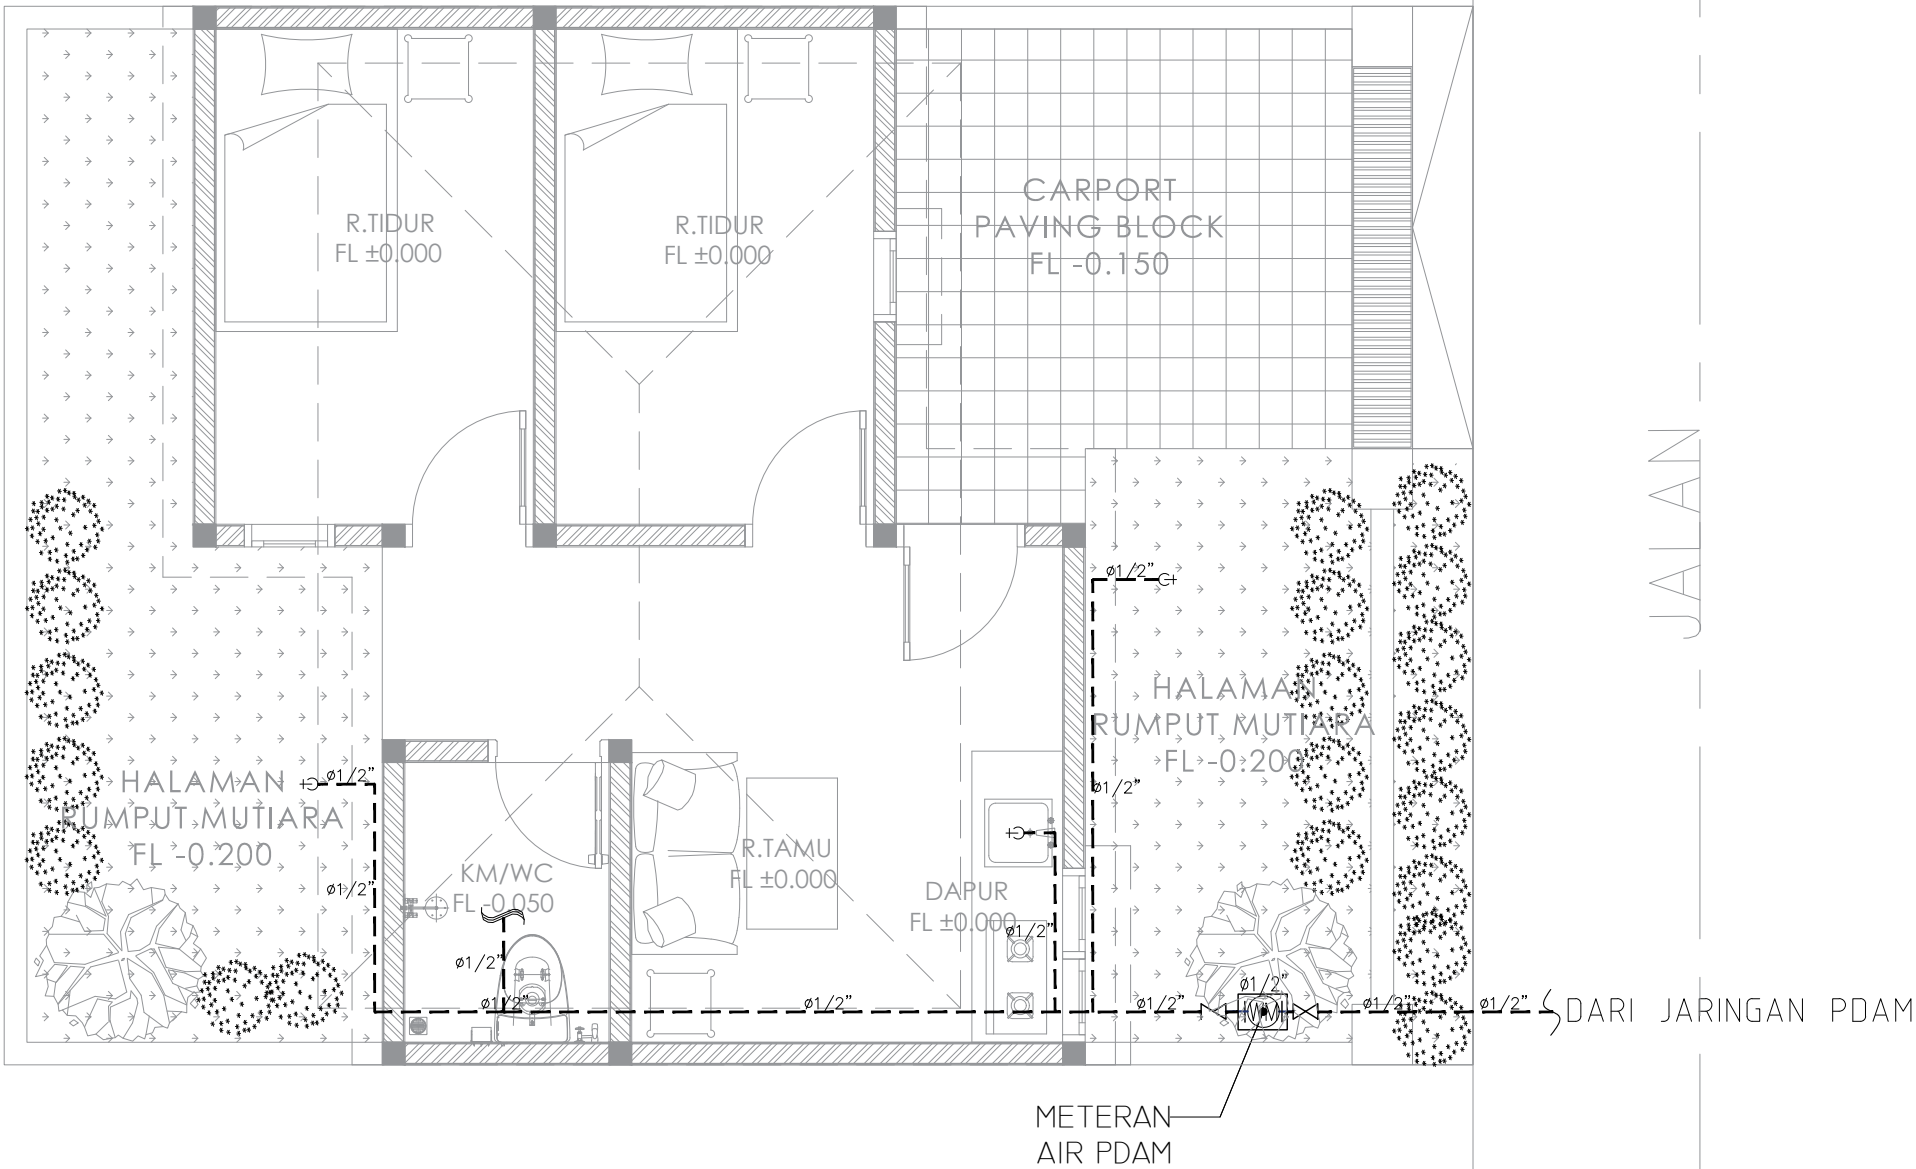 R.TIDUR
FL ±0.000
R.TIDUR
FL ±0.000
CARPORT
PAVING BLOCK
FL -0.150
JALAN
ø1/2"
HALAMAN
RUMPUT MUTIARA
FL -0.200
ø1/2"
HALAMAN
RUMPUT MUTIARA
FL -0.200
ø1/2"
ø1/2"
KM/WC
FL -0.050
ø1/2"
ø1/2"
R.TAMU
FL ±0.000
ø1/2"
DAPUR
FL ±0.000
ø1/2"
ø1/2"
ø1/2"
WM
ø1/2"
ø1/2"
DARI JARINGAN PDAM
METERAN
AIR PDAM